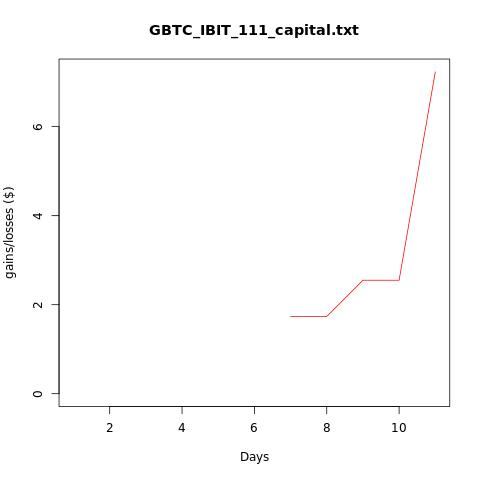 GBTC_IBIT_111_capital.txt
6
4
2
0
gains/losses ($)
2 4 6 8 10
Days